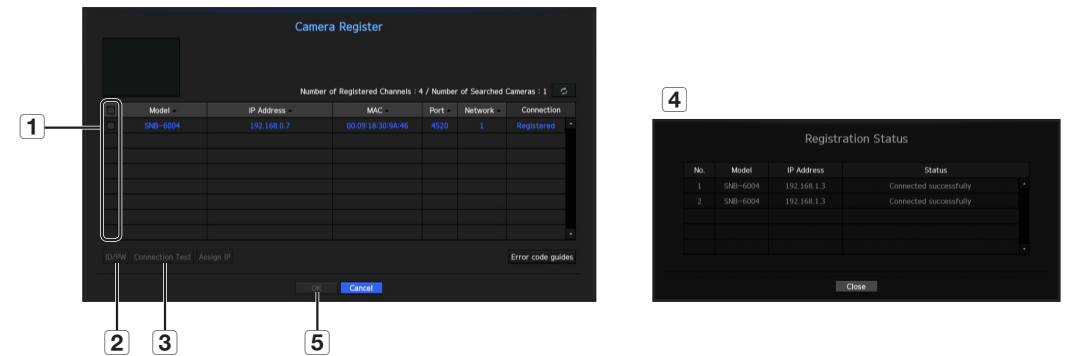 Camera Register
Number of Registered Channels : 4 / Number of Searched Cameras : 1
Model IP Address MAC Port Network Connection
SNB-6004 192.168.0.7 00:09:18:30:9A:46 4520 1 Registered
1
ID/PW Connection Test Assign IP Error code guides
OK Cancel
2 3 5
4
Registration Status
No. Model IP Address Status
1 SNB-6004 192.168.1.3 Connected successfully
2 SNB-6004 192.168.1.3 Connected successfully
Close